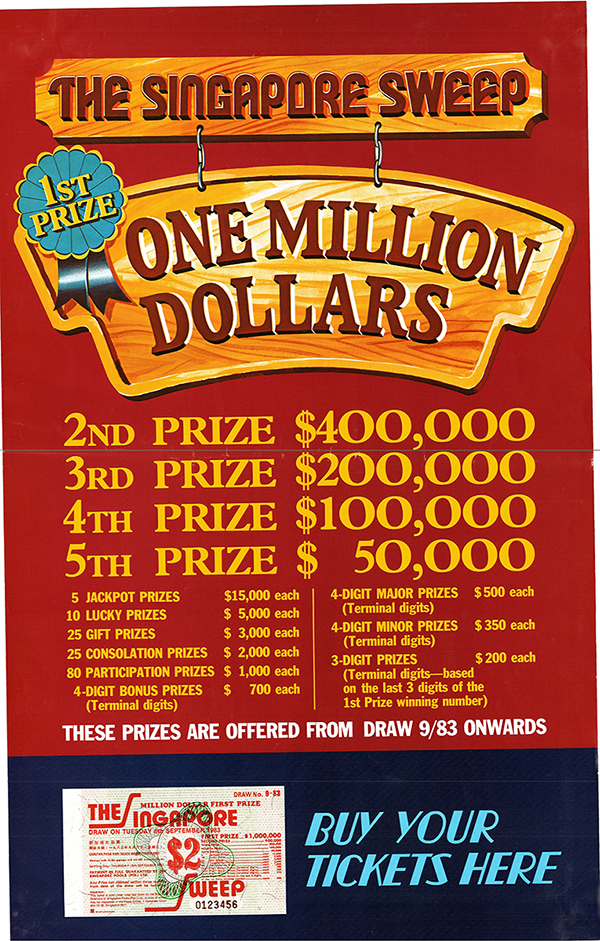 THE SINGAPORE SWEEP
1ST
PRIZE
ONE MILLION
DOLLARS
2ND PRIZE $400,000
3RD PRIZE $200,000
4TH PRIZE $100,000
5TH PRIZE $ 50,000
5 JACKPOT PRIZES $15,000 each
10 LUCKY PRIZES $ 5,000 each
25 GIFT PRIZES $ 3,000 each
25 CONSOLATION PRIZES $ 2,000 each
80 PARTICIPATION PRIZES $ 1,000 each
4-DIGIT BONUS PRIZES $ 700 each
(Terminal digits)
4-DIGIT MAJOR PRIZES $500 each
(Terminal digits)
4-DIGIT MINOR PRIZES $350 each
(Terminal digits)
3-DIGIT PRIZES $200 each
(Terminal digits—based
on the last 3 digits of the
1st Prize winning number)
THESE PRIZES ARE OFFERED FROM DRAW 9/83 ONWARDS
DRAW No. 9-83
MILLION DOLLAR FIRST PRIZE
THE SINGAPORE
DRAW ON TUESDAY 6th SEPTEMBER, 1983
FIRST PRIZE $1,000,000
$2
SWEEP
0123456
BUY YOUR
TICKETS HERE